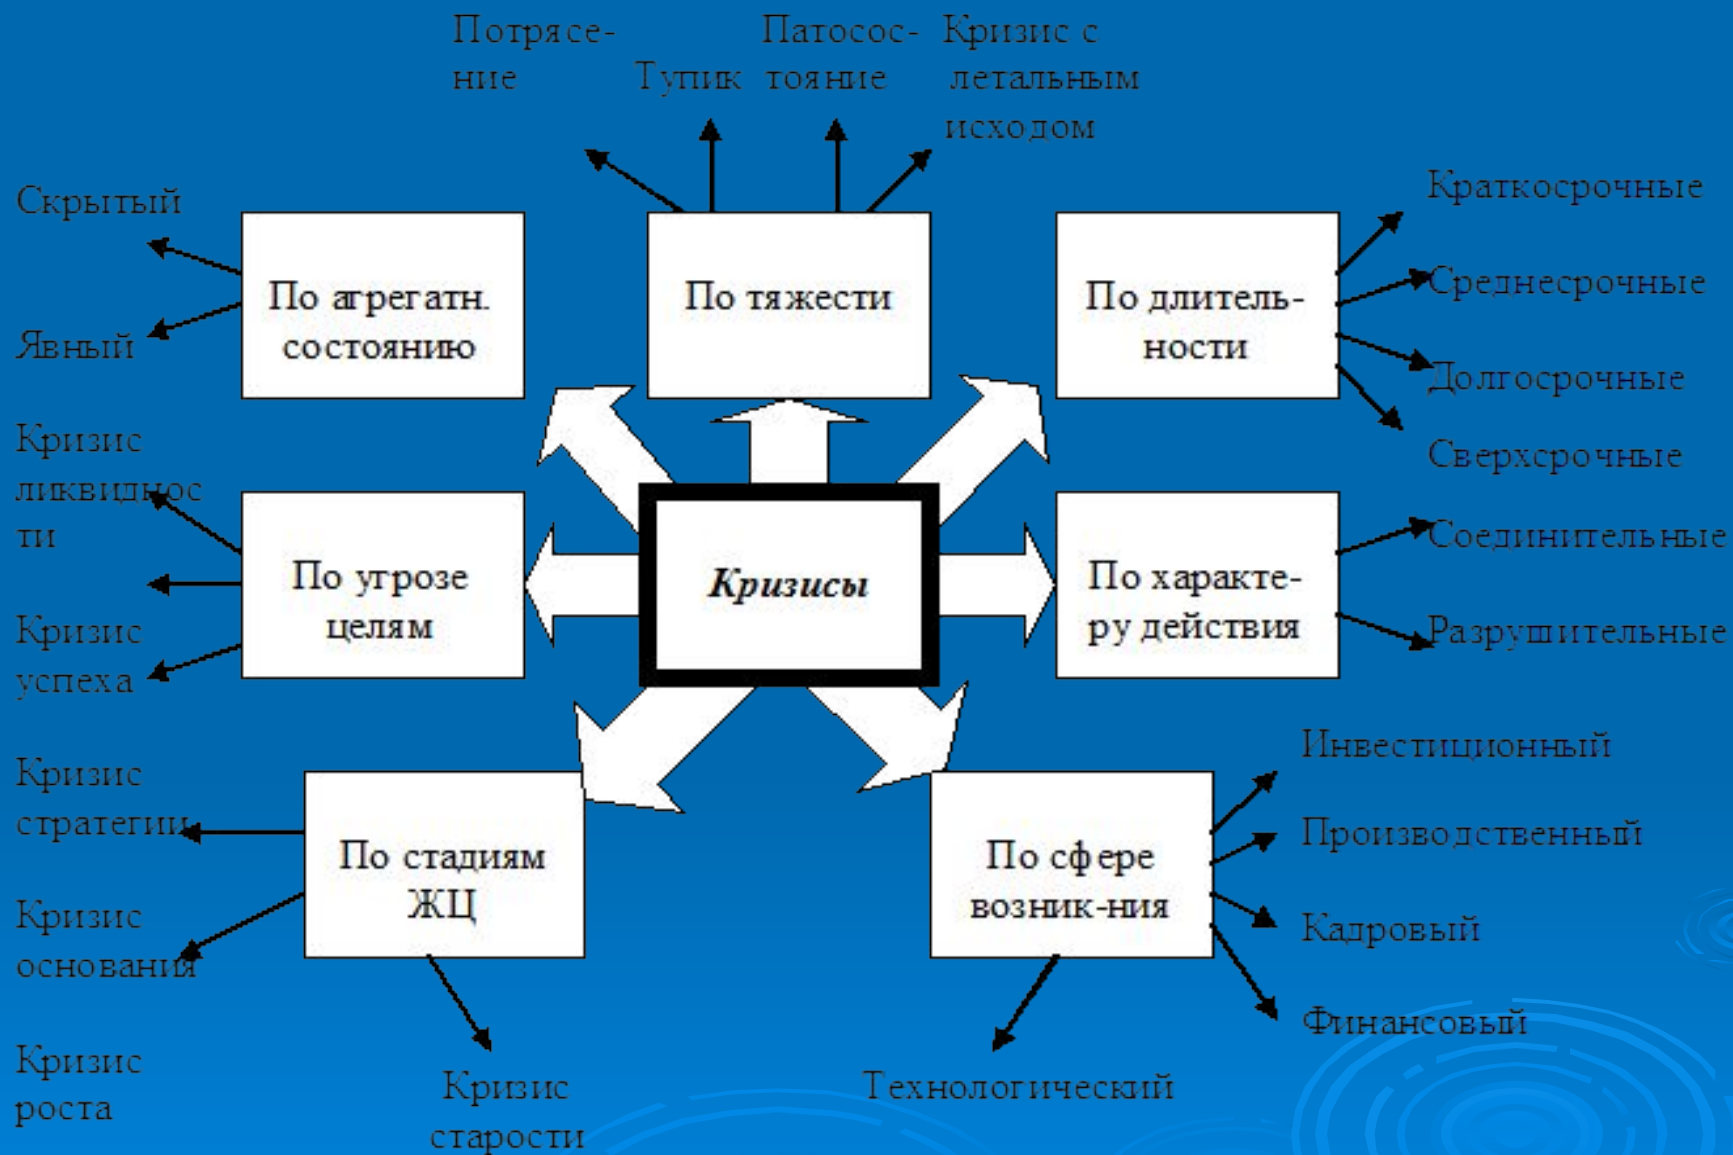 Потрясе-
ние
Тупик
Патосос-
тояние
Кризис с
летальным
исходом
Скрытый
Явный
По агрегатн.
состоянию
По тяжести
По длитель-
ности
Краткосрочные
Среднесрочные
Долгосрочные
Сверхсрочные
Кризис
ликвиднос
ти
Кризис
успеха
Кризис
стратегии
По угрозе
целям
Кризисы
По характе-
ру действия
Соединительные
Разрушительные
Кризис
основания
Кризис
роста
По стадиям
ЖЦ
Кризис
старости
По сфере
возник-ния
Инвестиционный
Производственный
Кадровый
Финансовый
Технологический